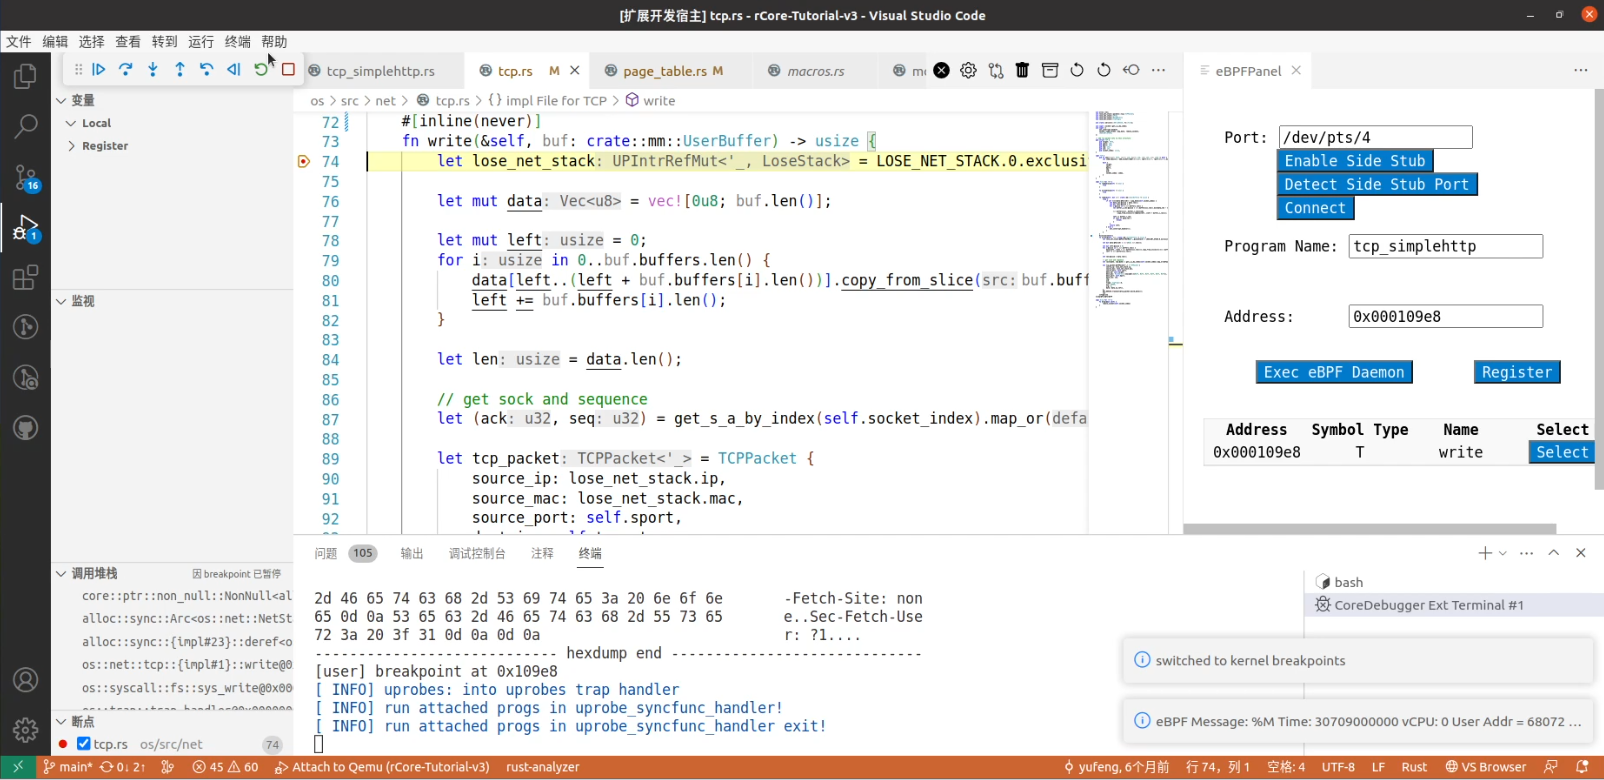 [扩展开发宿主] tcp.rs - rCore-Tutorial-v3 - Visual Studio Code
文件 编辑 选择 查看 转到 运行 终端 帮助
tcp_simplehttp.rs tcp.rs M page_table.rs M macros.rs eBPFPanel
os > src > net > tcp.rs > {} impl File for TCP > write
变量
Local
Register
监视
16
1
72 #[inline(never)]
73 fn write(&self, buf: crate::mm::UserBuffer) -> usize {
74 let lose_net_stack: UPIntrRefMut<'_, LoseStack> = LOSE_NET_STACK.0.exclusi
75
76 let mut data: Vec<u8> = vec![0u8; buf.len()];
77
78 let mut left: usize = 0;
79 for i: usize in 0..buf.buffers.len() {
80 data[left..(left + buf.buffers[i].len())].copy_from_slice(src: buf.buff
81 left += buf.buffers[i].len();
82 }
83
84 let len: usize = data.len();
85
86 // get sock and sequence
87 let (ack: u32, seq: u32) = get_s_a_by_index(self.socket_index).map_or(defa
88
89 let tcp_packet: TCPPacket<'_> = TCPPacket {
90 source_ip: lose_net_stack.ip,
91 source_mac: lose_net_stack.mac,
92 source_port: self.sport,
Port: /dev/pts/4
Enable Side Stub
Detect Side Stub Port
Connect
Program Name: tcp_simplehttp
Address: 0x000109e8
Exec eBPF Daemon Register
Address Symbol Type Name Select
0x000109e8 T write Select
调用堆栈 因 breakpoint 已暂停
core::ptr::non_null::NonNull<al
alloc::sync::Arc<os::net::NetSt
alloc::sync::{impl#23}::deref<o
os::net::tcp::{impl#1}::write@0
os::syscall::fs::sys_write@0x00
断点
tcp.rs os/src/net 74
问题 105 输出 调试控制台 注释 终端
2d 46 65 74 63 68 2d 53 69 74 65 3a 20 6e 6f 6e -Fetch-Site: non
65 0d 0a 53 65 63 2d 46 65 74 63 68 2d 55 73 65 e..Sec-Fetch-Use
72 3a 20 3f 31 0d 0a 0d 0a r: ?1....
--------------------------- hexdump end ----------------------------
[user] breakpoint at 0x109e8
[ INFO] uprobes: into uprobes trap handler
[ INFO] run attached progs in uprobe_syncfunc_handler!
[ INFO] run attached progs in uprobe_syncfunc_handler exit!
bash
CoreDebugger Ext Terminal #1
switched to kernel breakpoints
eBPF Message: %M Time: 30709000000 vCPU: 0 User Addr = 68072 ...
main* 0↓ 2↑ 45 60 Attach to Qemu (rCore-Tutorial-v3) rust-analyzer yufeng, 6个月前 行 74，列 1 空格: 4 UTF-8 LF Rust VS Browser